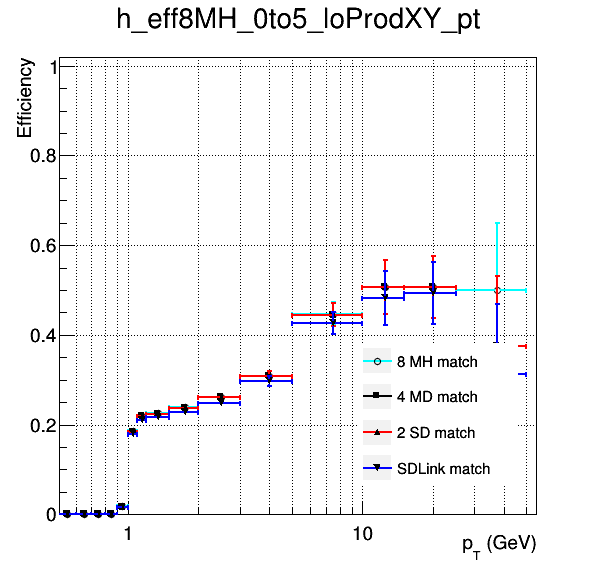 h_eff8MH_0to5_loProdXY_pt
Efficiency
1
0.8
0.6
0.4
0.2
0
8 MH match
4 MD match
2 SD match
SDLink match
1
10
p_T (GeV)